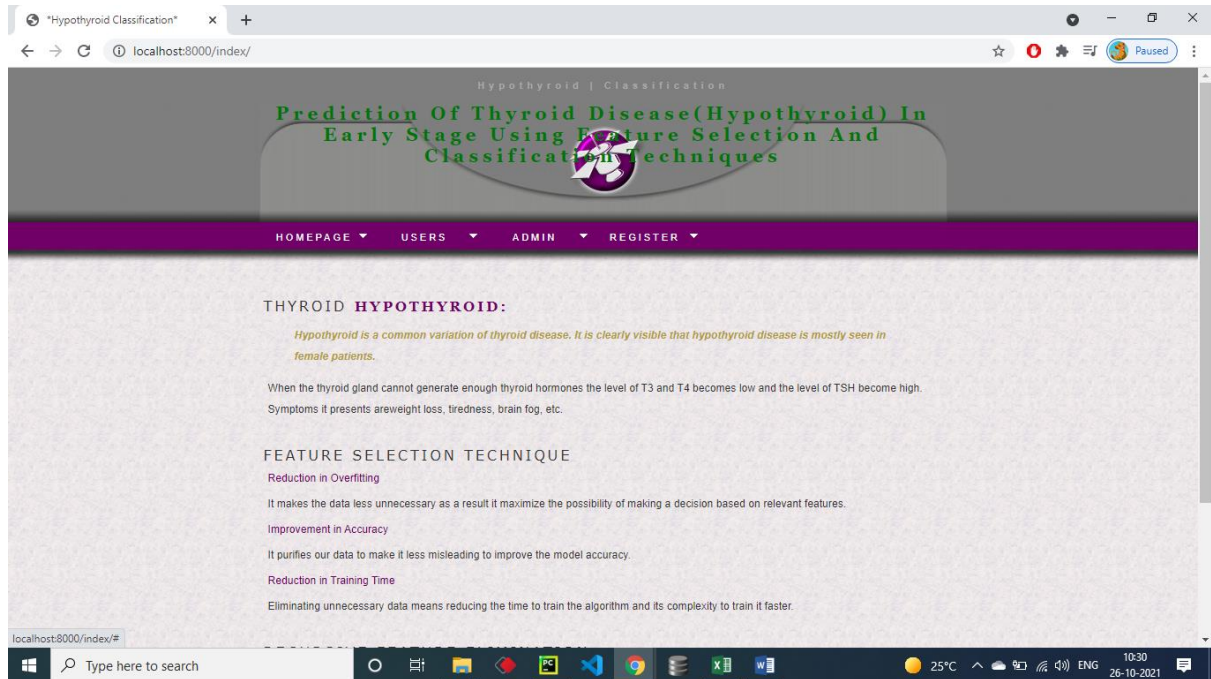 "Hypothyroid Classification"
localhost:8000/index/
Paused
Hypothyroid | Classification
Prediction Of Thyroid Disease(Hypothyroid) In
Early Stage Using Feature Selection And
Classification Techniques
HOMEPAGE USERS ADMIN REGISTER
THYROID HYPOTHYROID:
Hypothyroid is a common variation of thyroid disease. It is clearly visible that hypothyroid disease is mostly seen in
female patients.
When the thyroid gland cannot generate enough thyroid hormones the level of T3 and T4 becomes low and the level of TSH become high.
Symptoms it presents areweight loss, tiredness, brain fog, etc.
FEATURE SELECTION TECHNIQUE
Reduction in Overfitting
It makes the data less unnecessary as a result it maximize the possibility of making a decision based on relevant features.
Improvement in Accuracy
It purifies our data to make it less misleading to improve the model accuracy.
Reduction in Training Time
Eliminating unnecessary data means reducing the time to train the algorithm and its complexity to train it faster.
localhost:8000/index/#
Type here to search
25°C ENG
10:30
26-10-2021